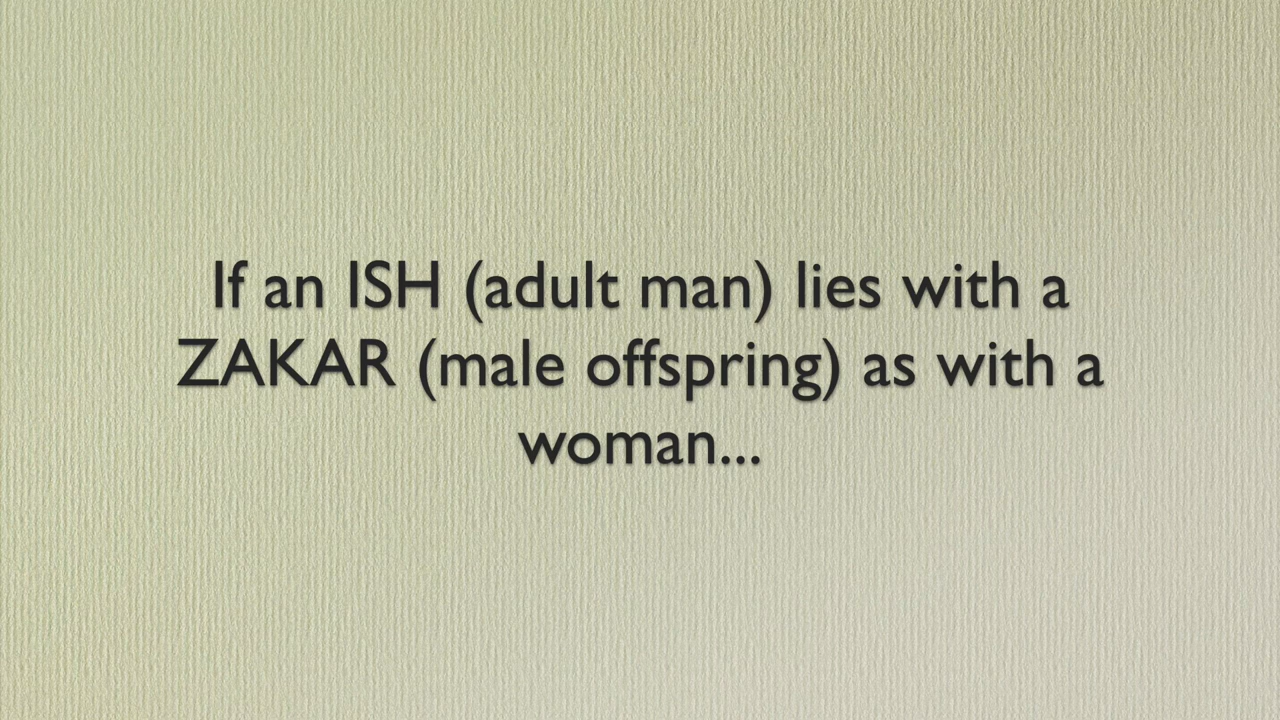 If an ISH (adult man) lies with a
ZAKAR (male offspring) as with a
woman...